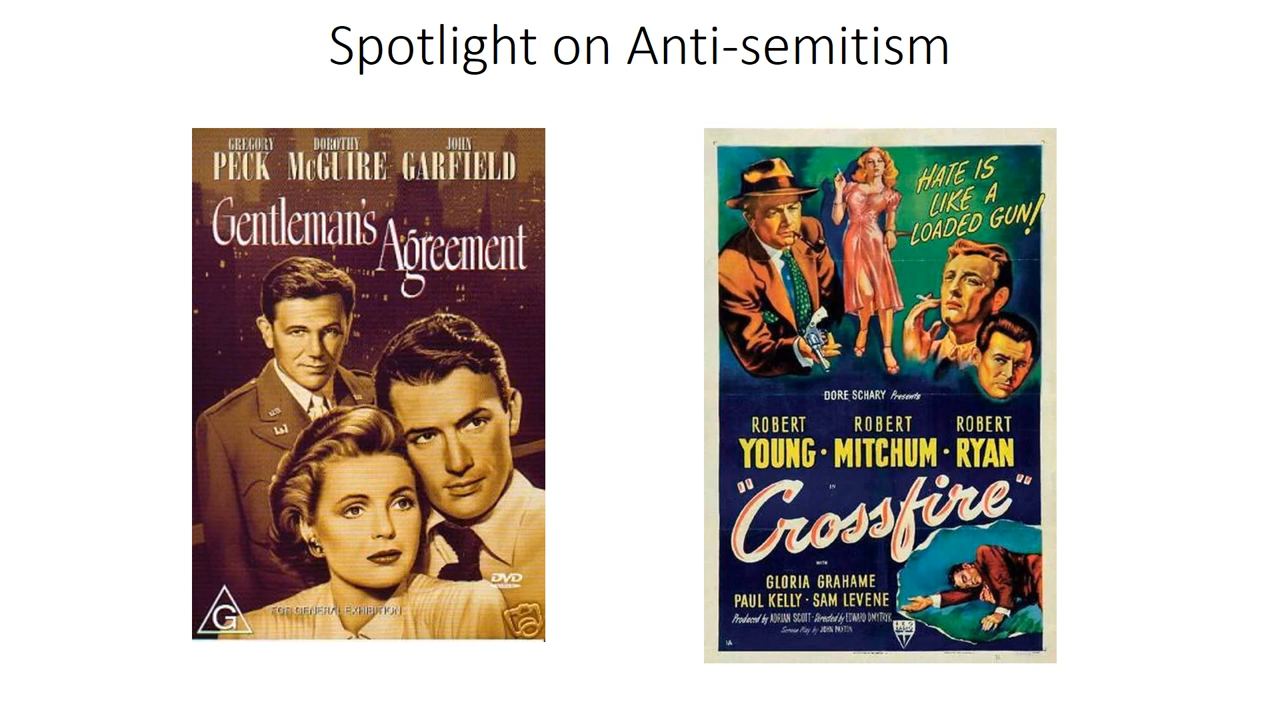 Spotlight on Anti-semitism
GREGORY DOROTHY JOHN
PECK McGUIRE GARFIELD
Gentleman's
Agreement
DVD
G
FOR GENERAL EXHIBITION
HATE IS
LIKE A
LOADED GUN!
DORE SCHARY Presents
ROBERT ROBERT ROBERT
YOUNG · MITCHUM · RYAN
IN
"Crossfire"
WITH
GLORIA GRAHAME
PAUL KELLY · SAM LEVENE
Produced by ADRIAN SCOTT · Directed by EDWARD DMYTRYK
Screen Play by JOHN PAXTON